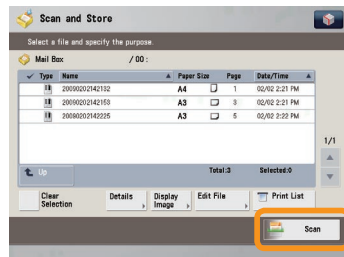 Scan and Store
Select a file and specify the purpose.
Mail Box / 00 :
Type Name Paper Size Page Date/Time
20090202142132 A4 1 02/02 2:21 PM
20090202142153 A3 3 02/02 2:21 PM
20090202142225 A3 5 02/02 2:22 PM
1/1
Up Total:3 Selected:0
Clear Selection Details Display Image Edit File Print List
Scan